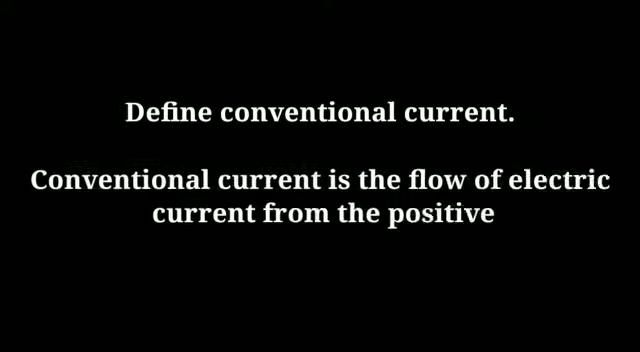 Define conventional current.
Conventional current is the flow of electric
current from the positive